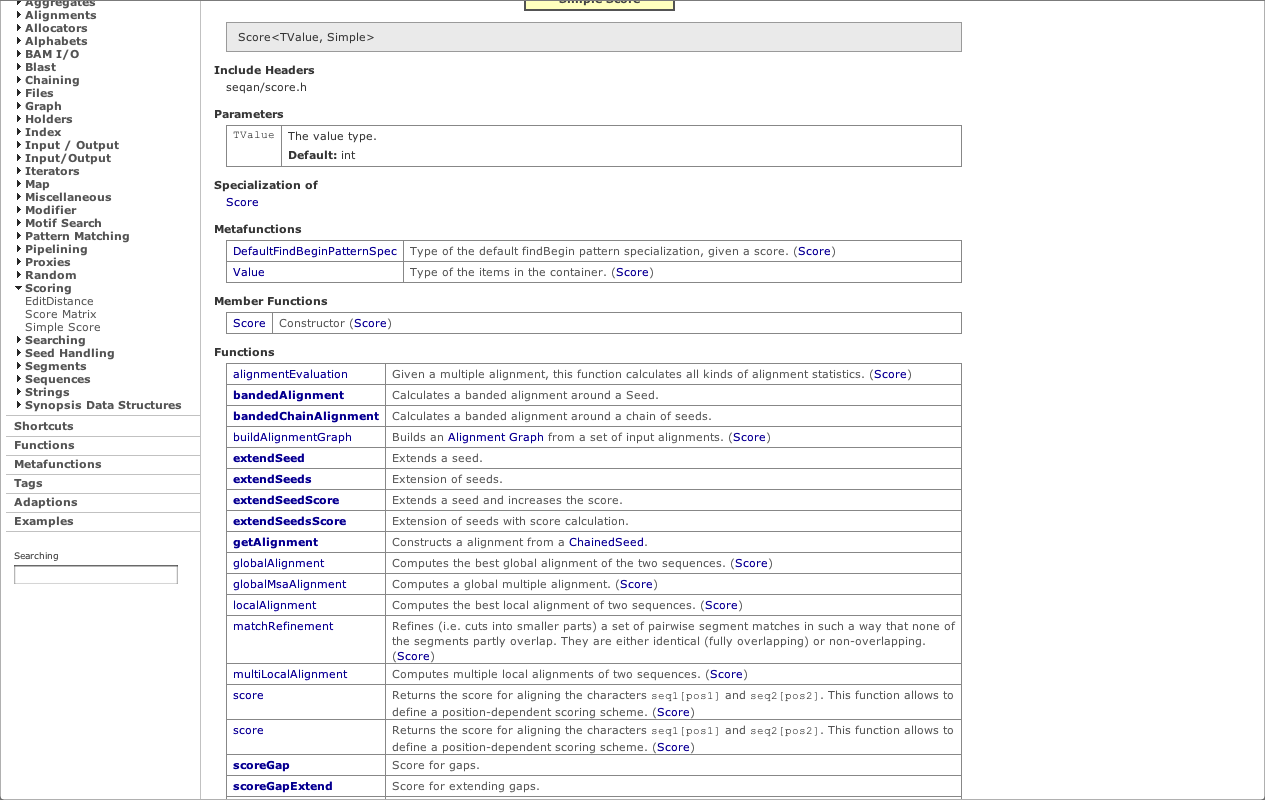 Aggregates
Alignments
Allocators
Alphabets
BAM I/O
Blast
Chaining
Files
Graph
Holders
Index
Input / Output
Input/Output
Iterators
Map
Miscellaneous
Modifier
Motif Search
Pattern Matching
Pipelining
Proxies
Random
Scoring
EditDistance
Score Matrix
Simple Score
Searching
Seed Handling
Segments
Sequences
Strings
Synopsis Data Structures
Shortcuts
Functions
Metafunctions
Tags
Adaptions
Examples
Searching
Simple Score
Score<TValue, Simple>
Include Headers
seqan/score.h
Parameters
TValue The value type.
Default: int
Specialization of
Score
Metafunctions
DefaultFindBeginPatternSpec Type of the default findBegin pattern specialization, given a score. (Score)
Value Type of the items in the container. (Score)
Member Functions
Score Constructor (Score)
Functions
alignmentEvaluation Given a multiple alignment, this function calculates all kinds of alignment statistics. (Score)
bandedAlignment Calculates a banded alignment around a Seed.
bandedChainAlignment Calculates a banded alignment around a chain of seeds.
buildAlignmentGraph Builds an Alignment Graph from a set of input alignments. (Score)
extendSeed Extends a seed.
extendSeeds Extension of seeds.
extendSeedScore Extends a seed and increases the score.
extendSeedsScore Extension of seeds with score calculation.
getAlignment Constructs a alignment from a ChainedSeed.
globalAlignment Computes the best global alignment of the two sequences. (Score)
globalMsaAlignment Computes a global multiple alignment. (Score)
localAlignment Computes the best local alignment of two sequences. (Score)
matchRefinement Refines (i.e. cuts into smaller parts) a set of pairwise segment matches in such a way that none of
the segments partly overlap. They are either identical (fully overlapping) or non-overlapping.
(Score)
multiLocalAlignment Computes multiple local alignments of two sequences. (Score)
score Returns the score for aligning the characters seq1[pos1] and seq2[pos2]. This function allows to
define a position-dependent scoring scheme. (Score)
score Returns the score for aligning the characters seq1[pos1] and seq2[pos2]. This function allows to
define a position-dependent scoring scheme. (Score)
scoreGap Score for gaps.
scoreGapExtend Score for extending gaps.